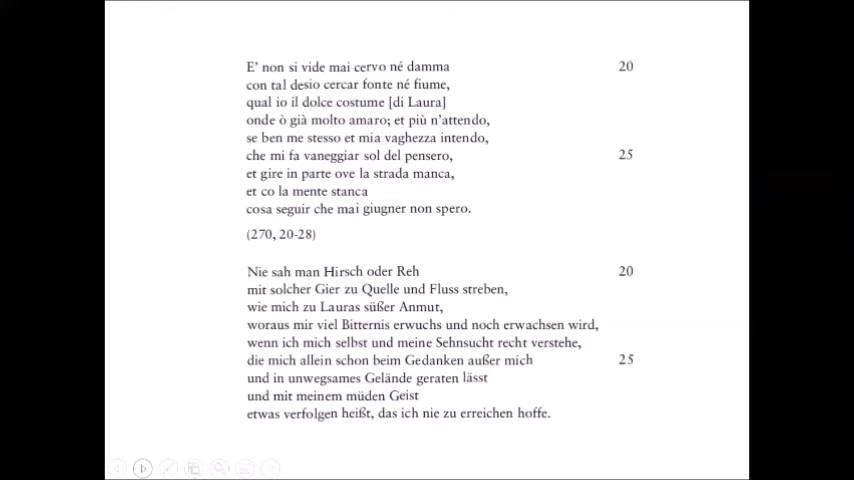 E' non si vide mai cervo né damma 20
con tal desio cercar fonte né fiume,
qual io il dolce costume [di Laura]
onde ò già molto amaro; et più n'attendo,
se ben me stesso et mia vaghezza intendo,
che mi fa vaneggiar sol del pensero, 25
et gire in parte ove la strada manca,
et co la mente stanca
cosa seguir che mai giugner non spero.
(270, 20-28)
Nie sah man Hirsch oder Reh 20
mit solcher Gier zu Quelle und Fluss streben,
wie mich zu Lauras süßer Anmut,
woraus mir viel Bitternis erwuchs und noch erwachsen wird,
wenn ich mich selbst und meine Sehnsucht recht verstehe,
die mich allein schon beim Gedanken außer mich 25
und in unwegsames Gelände geraten lässt
und mit meinem müden Geist
etwas verfolgen heißt, das ich nie zu erreichen hoffe.